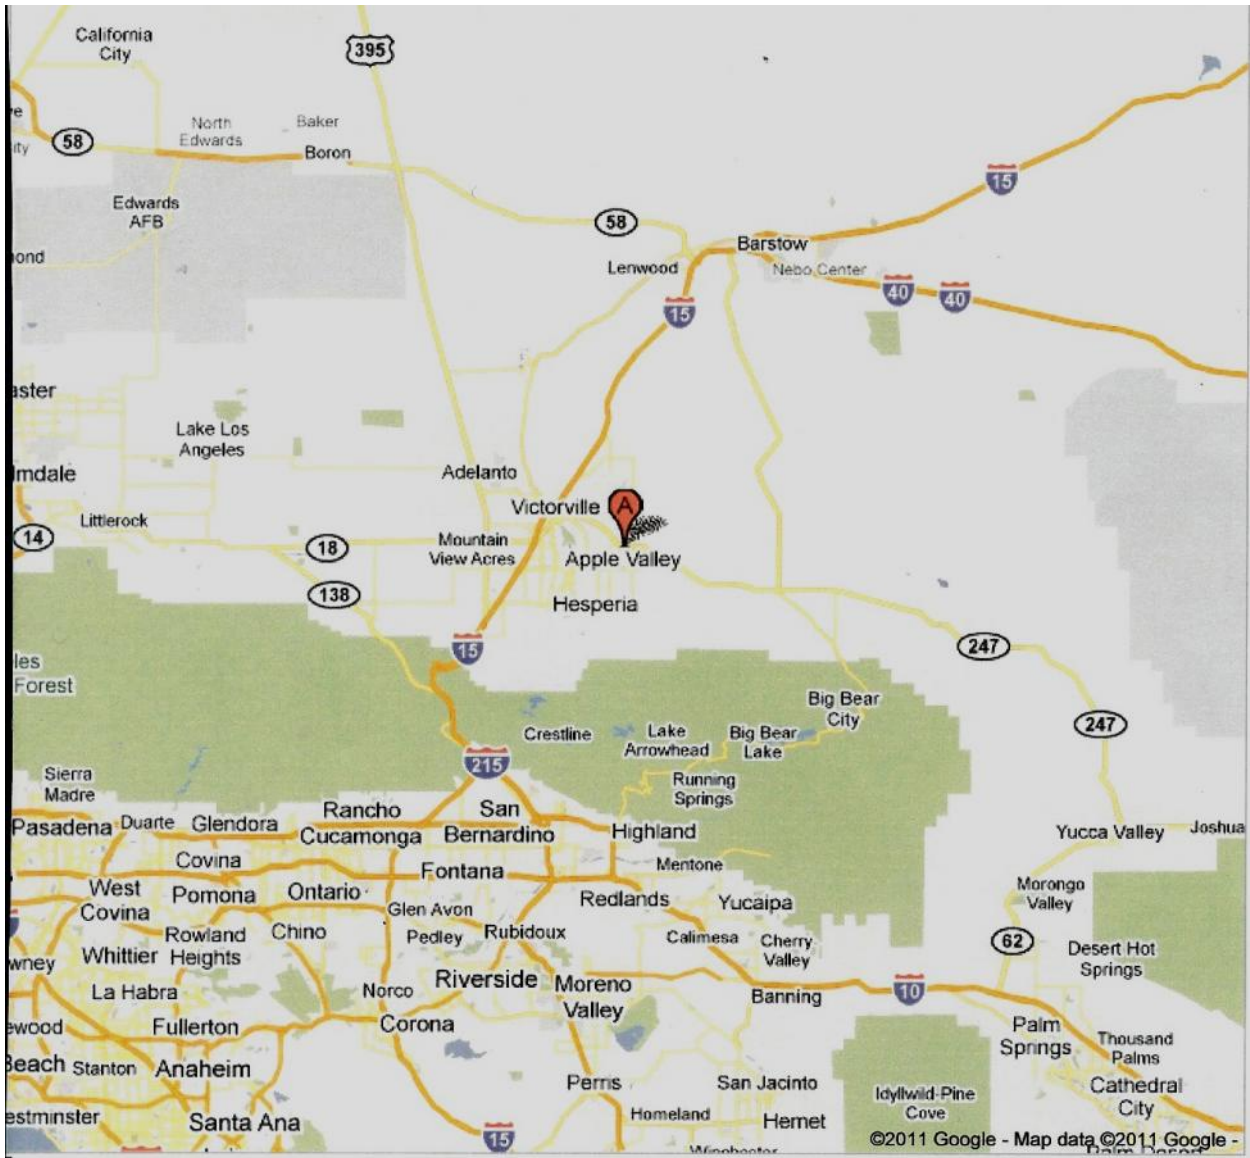 California
City
395
North
Edwards
Baker
58
Boron
15
Edwards
AFB
58
Barstow
Lenwood
Nebo Center
40
40
15
Lake Los
Angeles
Adelanto
Victorville
A
Littlerock
14
18
Mountain
View Acres
Apple Valley
138
Hesperia
15
247
Forest
Big Bear
City
247
Crestline
Lake
Arrowhead
Big Bear
Lake
215
Sierra
Madre
Running
Springs
Rancho
Cucamonga
San
Bernardino
Pasadena
Duarte
Glendora
Highland
Yucca Valley
Joshua
Covina
Fontana
Mentone
West
Covina
Pomona
Ontario
Redlands
Yucaipa
Morongo
Valley
Glen Avon
Rowland
Heights
Chino
Pedley
Rubidoux
Calimesa
Cherry
Valley
62
Desert Hot
Springs
Whittier
La Habra
Norco
Riverside
Moreno
Valley
Banning
10
Fullerton
Corona
Palm
Springs
Thousand
Palms
Beach
Stanton
Anaheim
Perris
San Jacinto
Idyllwild-Pine
Cove
Cathedral
City
Santa Ana
Homeland
Hemet
15
©2011 Google - Map data ©2011 Google -